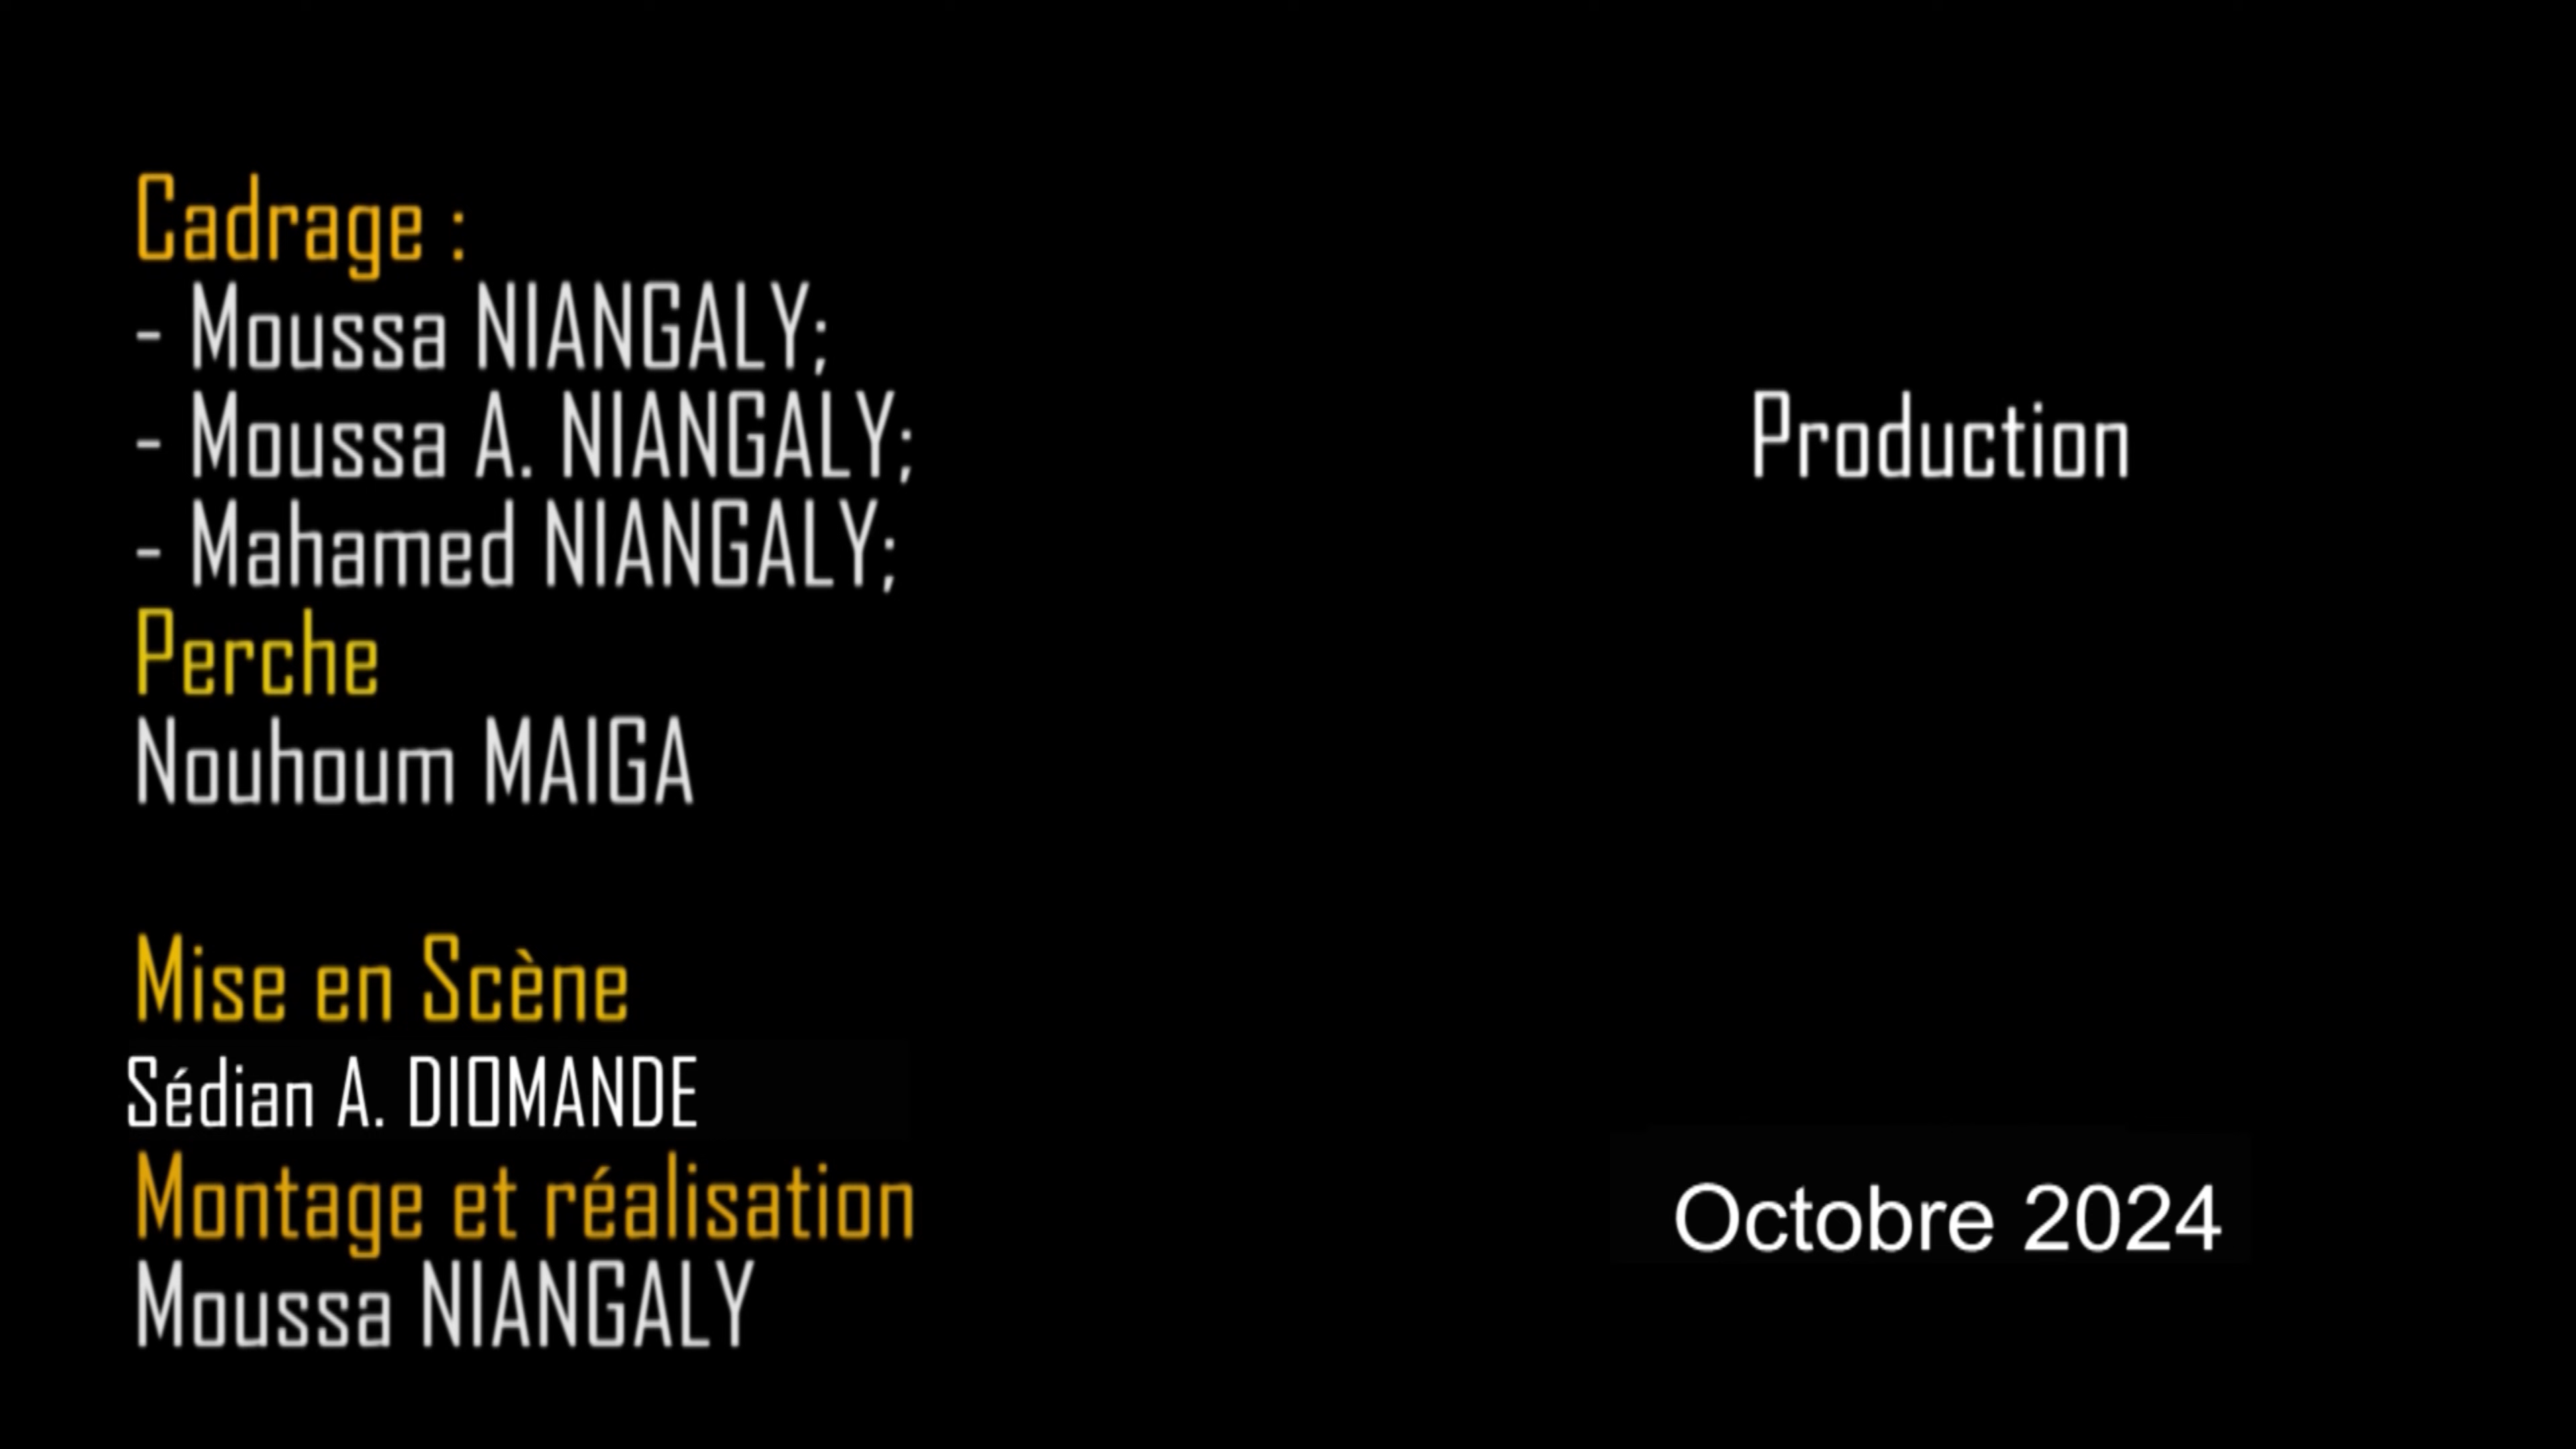 Cadrage :
- Moussa NIANGALY;
- Moussa A. NIANGALY;
- Mahamed NIANGALY;
Perche
Nouhoum MAIGA
Mise en Scène
Sédian A. DIOMANDE
Montage et réalisation
Moussa NIANGALY
Production
Octobre 2024